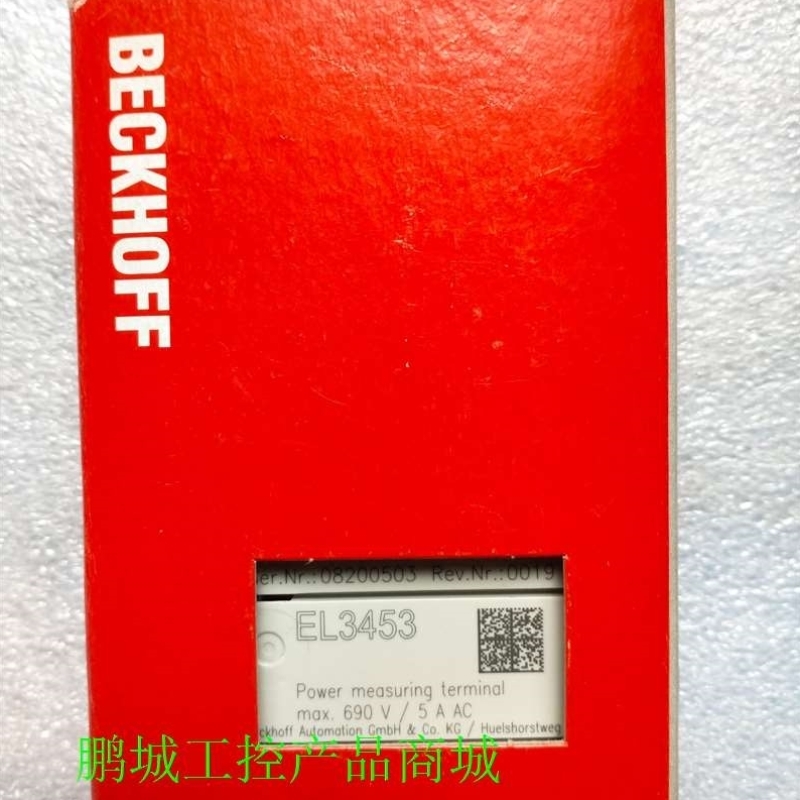 BECKHOFF
er.Nr.:08200503 Rev.Nr.:0019
EL3453
Power measuring terminal
max. 690 V / 5 A AC
ckhoff Automation GmbH & Co. KG / Huelshorstweg
鹏城工控产品商城